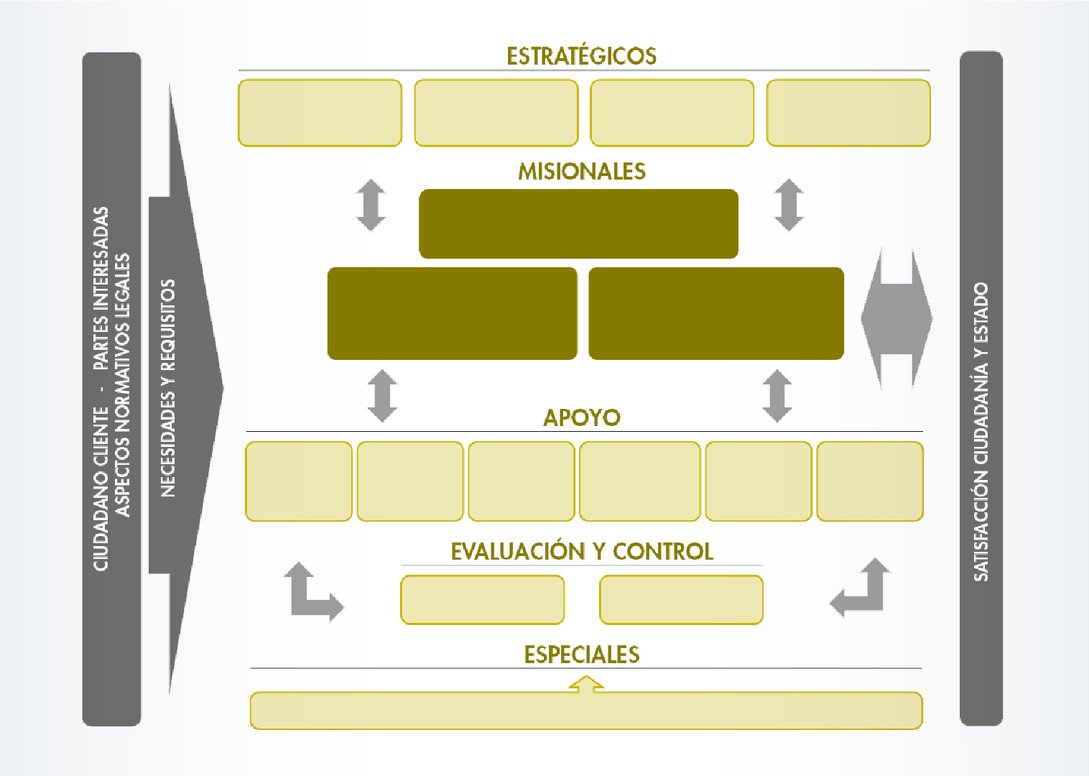 CIUDADANO CLIENTE - PARTES INTERESADAS
ASPECTOS NORMATIVOS LEGALES
NECESIDADES Y REQUISITOS
ESTRATÉGICOS
MISIONALES
APOYO
EVALUACIÓN Y CONTROL
ESPECIALES
SATISFACCIÓN CIUDADANÍA Y ESTADO